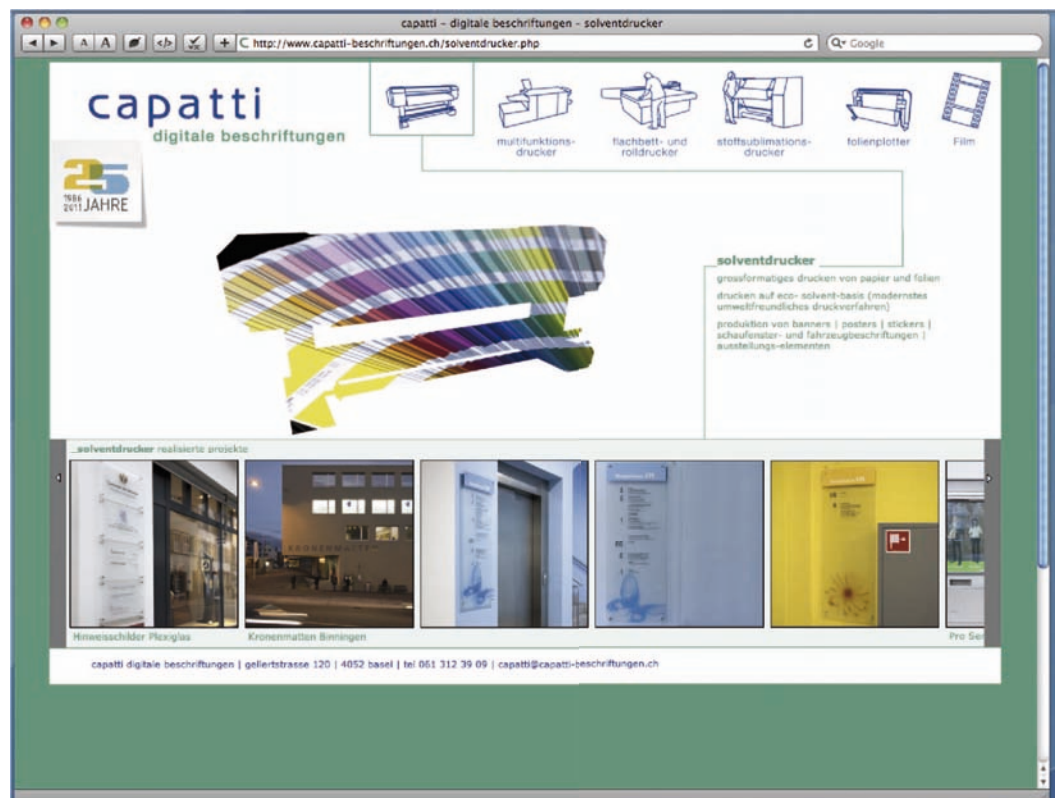 capatti – digitale beschriftungen – solventdrucker
A A
http://www.capatti-beschriftungen.ch/solventdrucker.php
Google
capatti
digitale beschriftungen
multifunktions-
drucker
flachbett- und
rolldrucker
stoffsublimations-
drucker
folienplotter
Film
25
1986
2011 JAHRE
solventdrucker
grossformatiges drucken von papier und folien
drucken auf eco- solvent-basis (modernstes
umweltfreundliches druckverfahren)
produktion von banners | posters | stickers |
schaufenster- und fahrzeugbeschriftungen |
ausstellungs-elementen
_solventdrucker realisierte projekte
KRONENMATTE
Hinweisschilder Plexiglas
Kronenmatten Binningen
capatti digitale beschriftungen | gellertstrasse 120 | 4052 basel | tel 061 312 39 09 | capatti@capatti-beschriftungen.ch